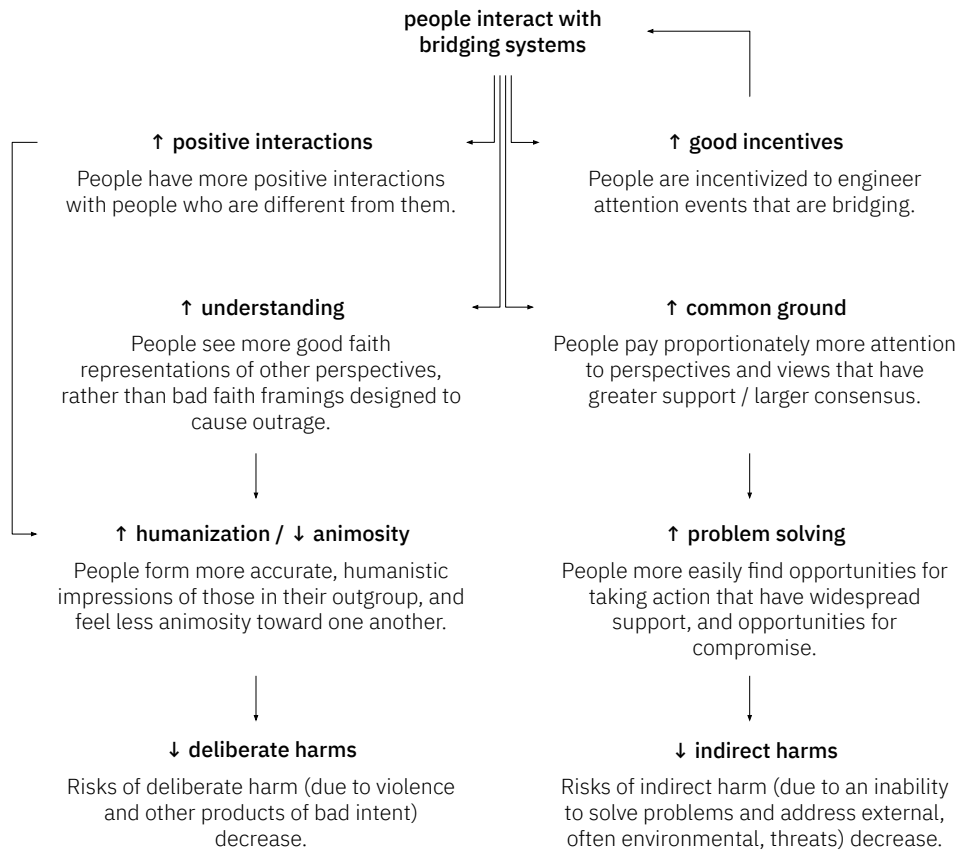 people interact with
bridging systems
↑ positive interactions
People have more positive interactions
with people who are different from them.
↑ good incentives
People are incentivized to engineer
attention events that are bridging.
↑ understanding
People see more good faith
representations of other perspectives,
rather than bad faith framings designed to
cause outrage.
↑ common ground
People pay proportionately more attention
to perspectives and views that have
greater support / larger consensus.
↑ humanization / ↓ animosity
People form more accurate, humanistic
impressions of those in their outgroup, and
feel less animosity toward one another.
↑ problem solving
People more easily find opportunities for
taking action that have widespread
support, and opportunities for
compromise.
↓ deliberate harms
Risks of deliberate harm (due to violence
and other products of bad intent)
decrease.
↓ indirect harms
Risks of indirect harm (due to an inability
to solve problems and address external,
often environmental, threats) decrease.